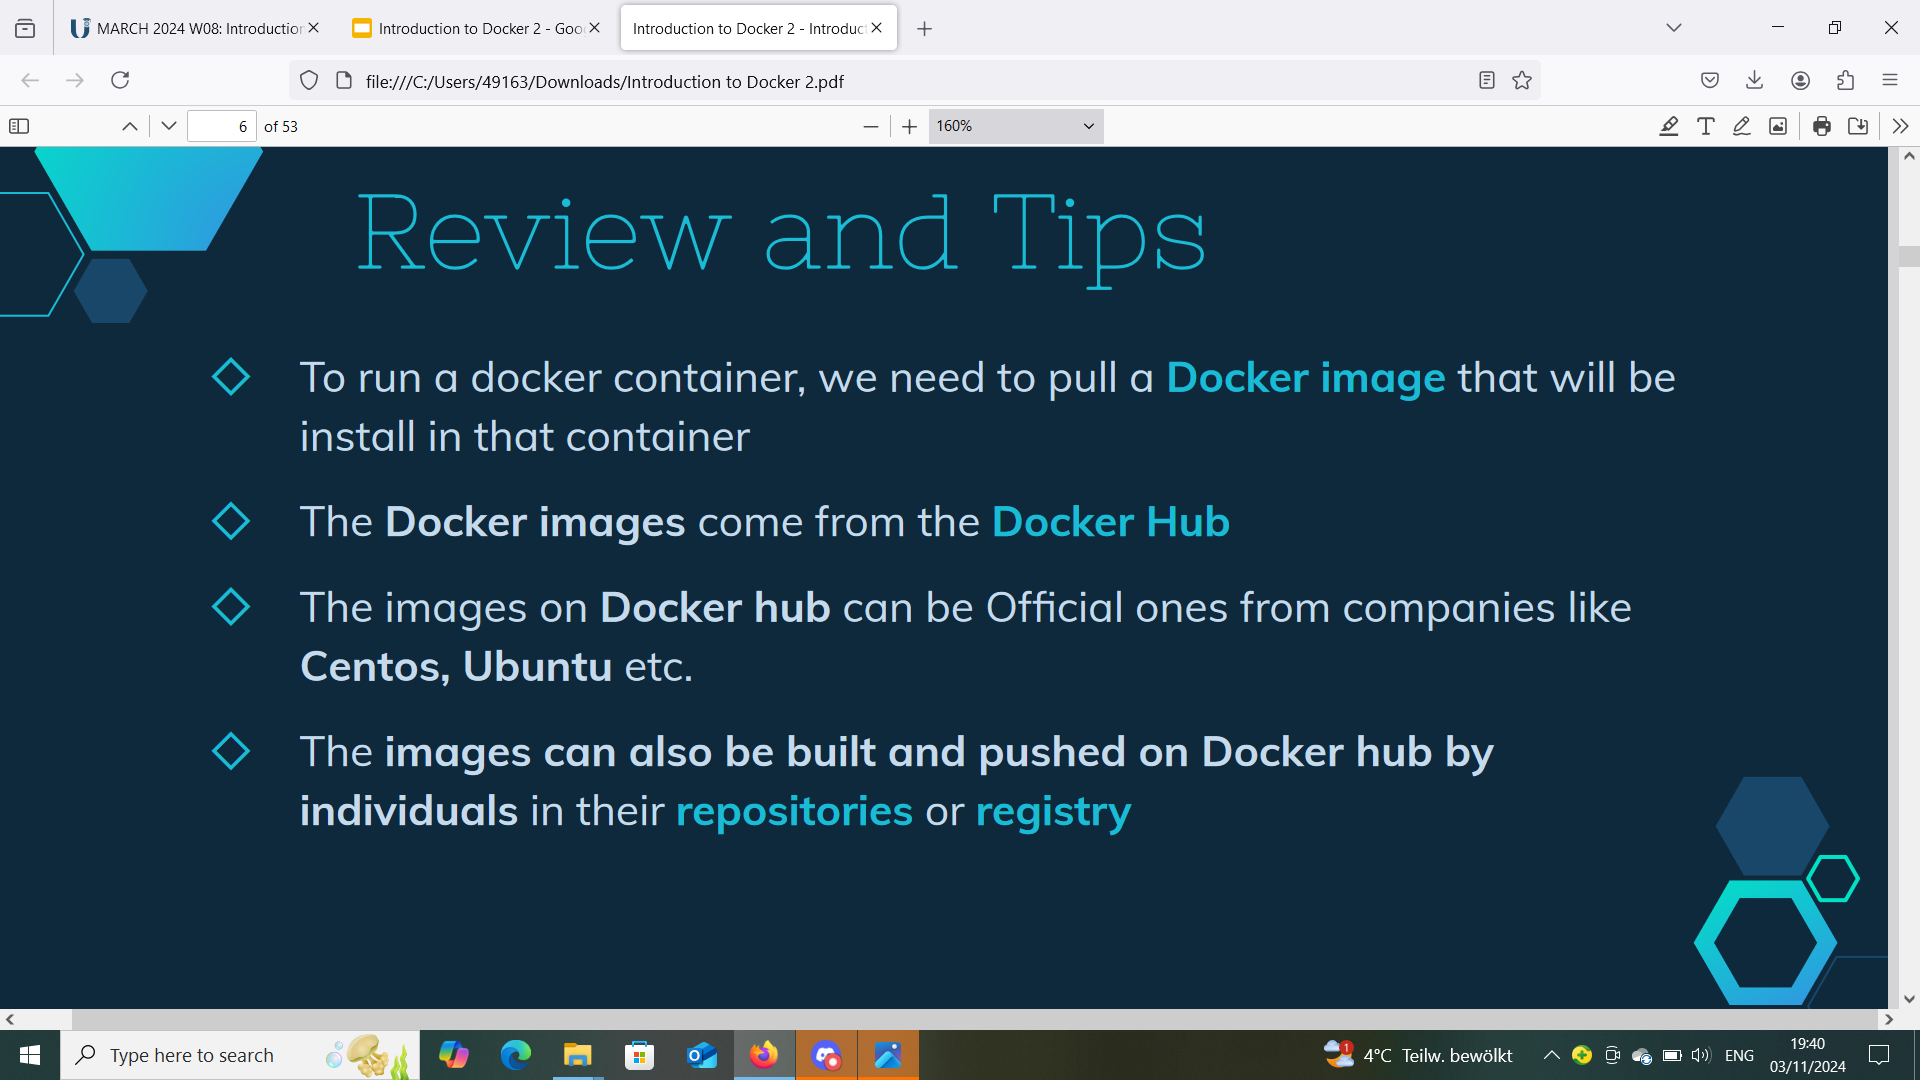 MARCH 2024 W08: Introduction
Introduction to Docker 2 - Goo
Introduction to Docker 2 - Introduc
file:///C:/Users/49163/Downloads/Introduction to Docker 2.pdf
6 of 53
160%
Review and Tips
To run a docker container, we need to pull a Docker image that will be
install in that container
The Docker images come from the Docker Hub
The images on Docker hub can be Official ones from companies like
Centos, Ubuntu etc.
The images can also be built and pushed on Docker hub by
individuals in their repositories or registry
Type here to search
1
4°C Teilw. bewölkt
ENG
19:40
03/11/2024